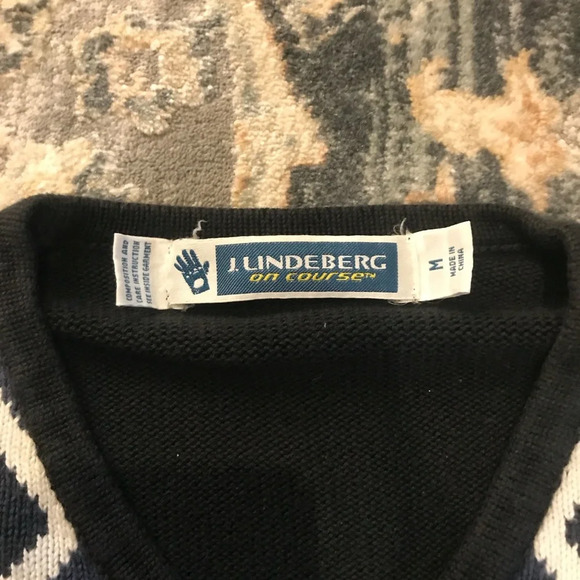 COMPOSITION AND
CARE INSTRUCTION
SEE INSIDE GARMENT
J.LINDEBERG
on course™
M
MADE IN
CHINA